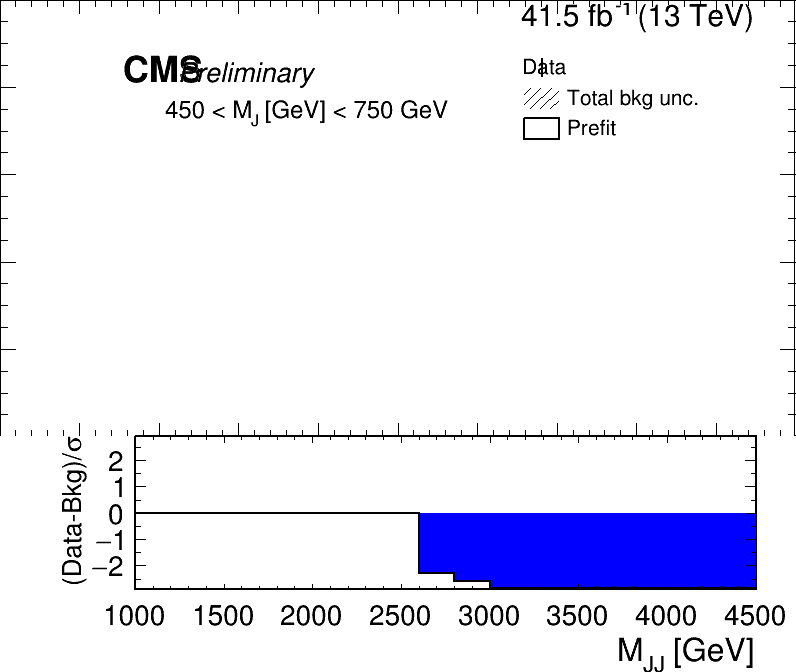 41.5 fb⁻¹ (13 TeV)
CMS Preliminary
450 < M_J [GeV] < 750 GeV
Data
Total bkg unc.
Prefit
(Data-Bkg)/σ
2
1
0
−1
−2
1000 1500 2000 2500 3000 3500 4000 4500
M_JJ [GeV]